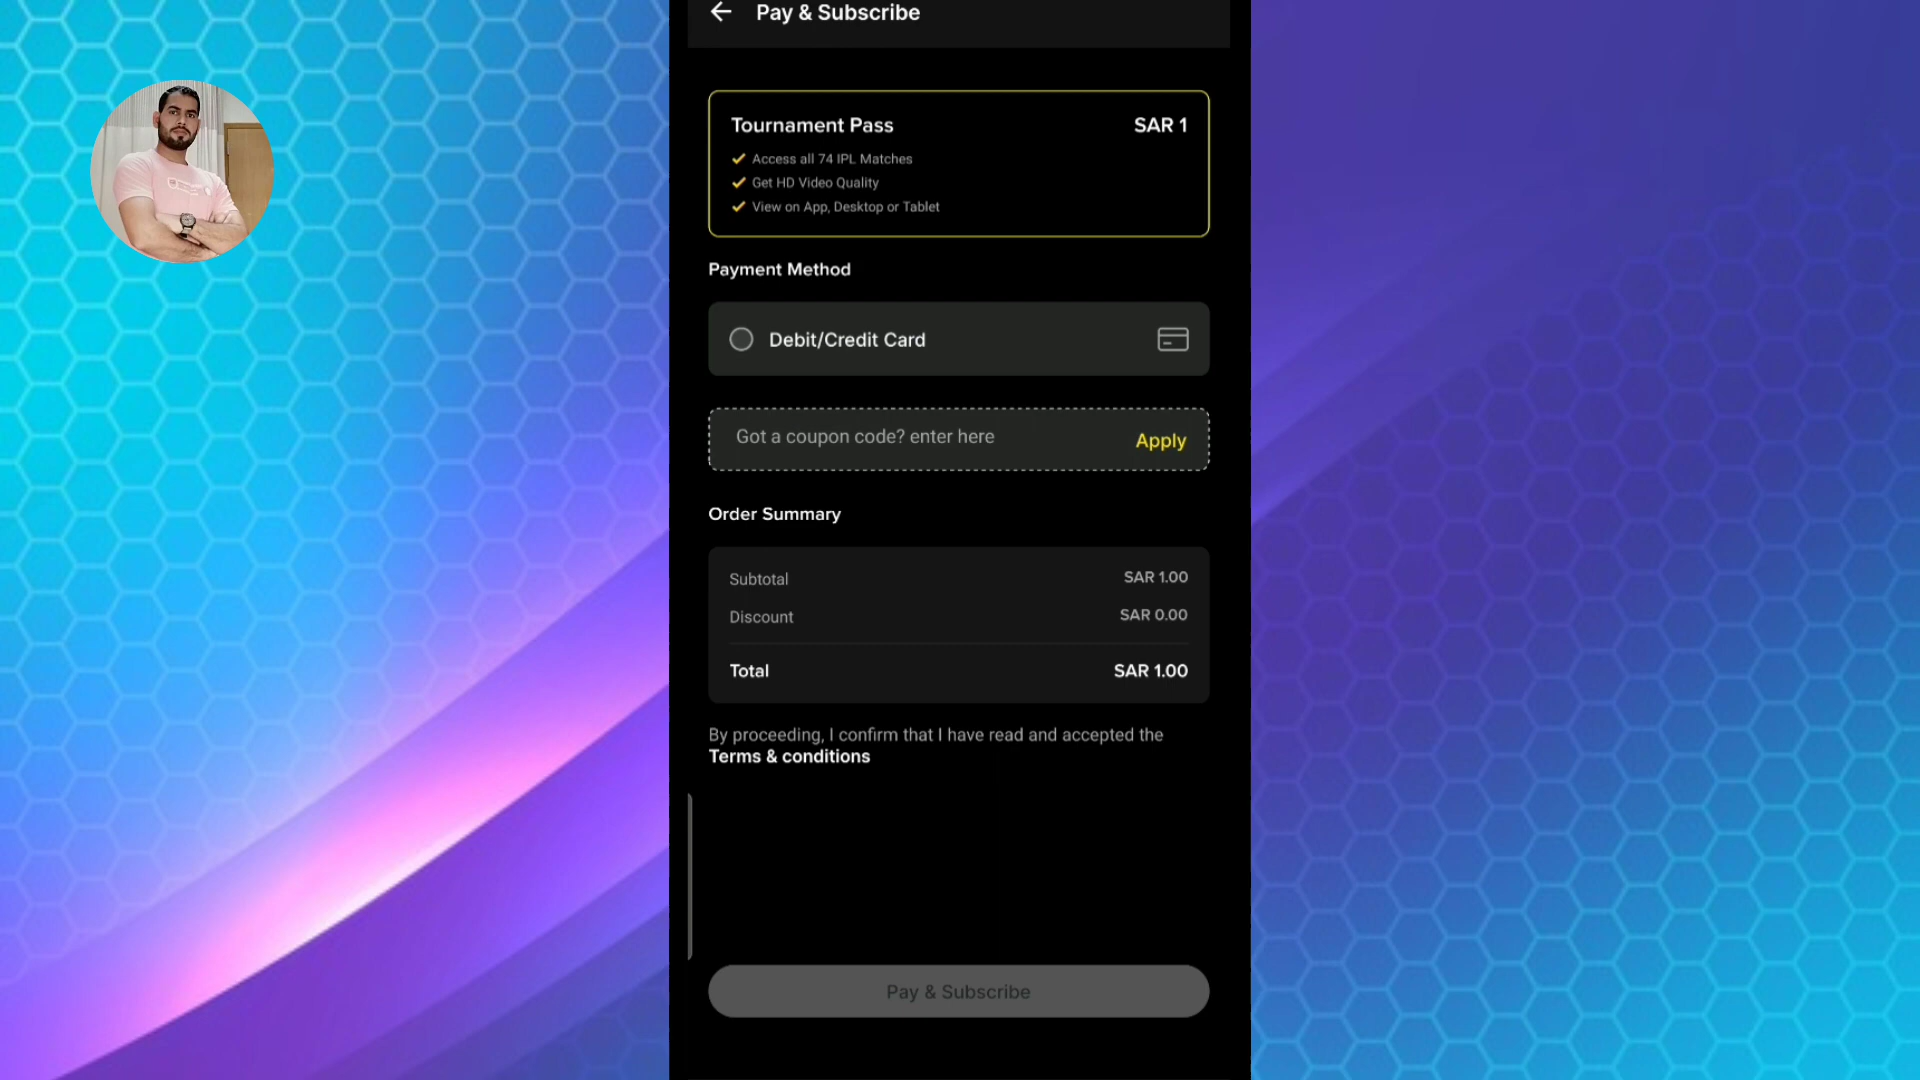 Pay & Subscribe
Tournament Pass SAR 1
Access all 74 IPL Matches
Get HD Video Quality
View on App, Desktop or Tablet
Payment Method
Debit/Credit Card
Got a coupon code? enter here Apply
Order Summary
Subtotal SAR 1.00
Discount SAR 0.00
Total SAR 1.00
By proceeding, I confirm that I have read and accepted the
Terms & conditions
Pay & Subscribe